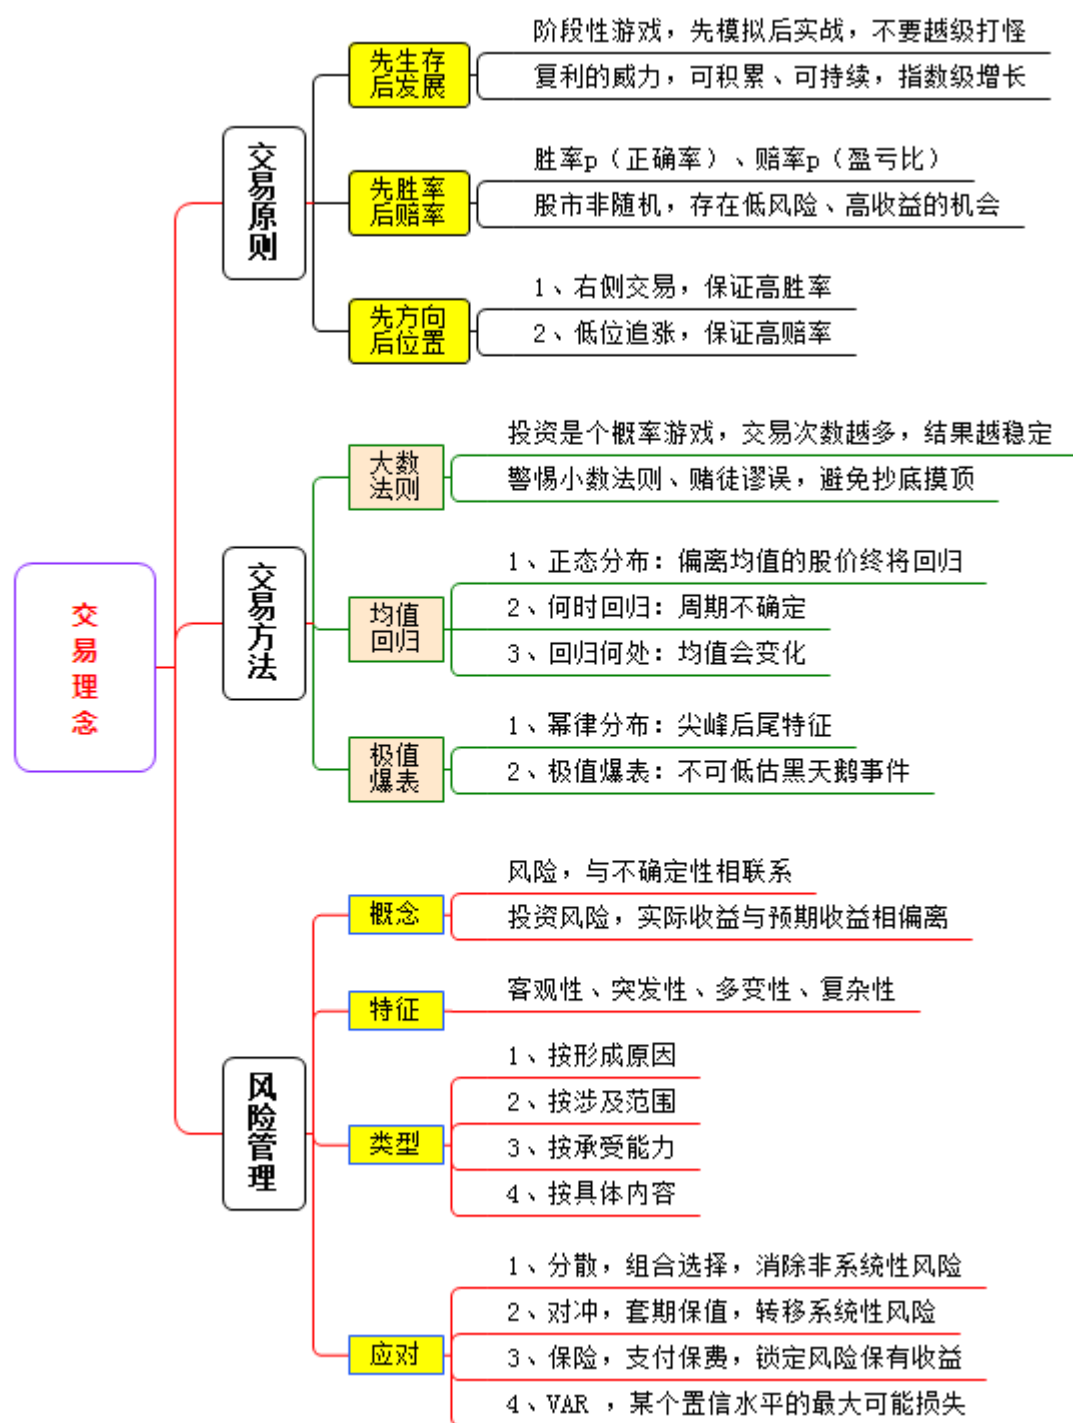 交易理念
交易原则
先生存
后发展
阶段性游戏，先模拟后实战，不要越级打怪
复利的威力，可积累、可持续，指数级增长
先胜率
后赔率
胜率p（正确率）、赔率p（盈亏比）
股市非随机，存在低风险、高收益的机会
先方向
后位置
1、右侧交易，保证高胜率
2、低位追涨，保证高赔率
交易方法
大数
法则
投资是个概率游戏，交易次数越多，结果越稳定
警惕小数法则、赌徒谬误，避免抄底摸顶
均值
回归
1、正态分布：偏离均值的股价终将回归
2、何时回归：周期不确定
3、回归何处：均值会变化
极值
爆表
1、幂律分布：尖峰后尾特征
2、极值爆表：不可低估黑天鹅事件
风险管理
概念
风险，与不确定性相联系
投资风险，实际收益与预期收益相偏离
特征
客观性、突发性、多变性、复杂性
类型
1、按形成原因
2、按涉及范围
3、按承受能力
4、按具体内容
应对
1、分散，组合选择，消除非系统性风险
2、对冲，套期保值，转移系统性风险
3、保险，支付保费，锁定风险保有收益
4、VAR ，某个置信水平的最大可能损失